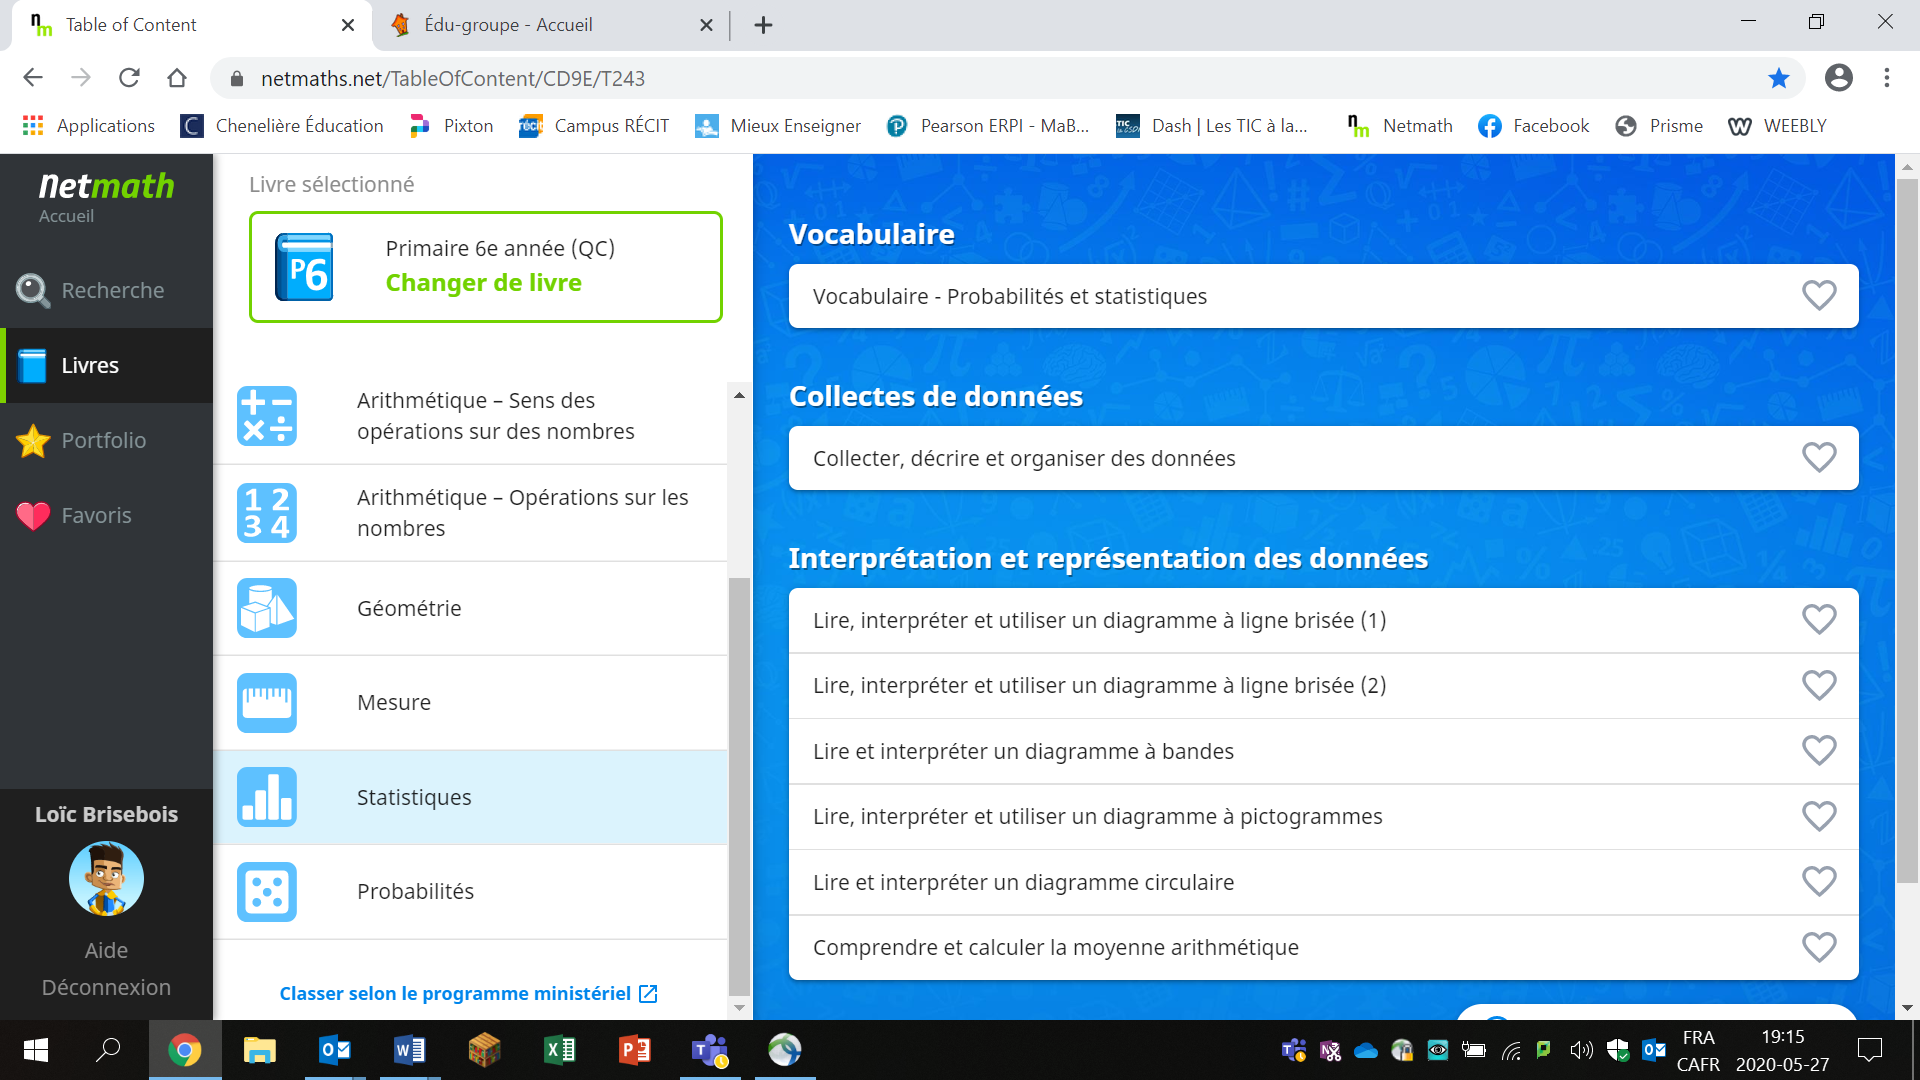 Table of Content
Édu-groupe - Accueil
netmaths.net/TableOfContent/CD9E/T243
Applications
Chenelière Éducation
Pixton
Campus RÉCIT
Mieux Enseigner
Pearson ERPI - MaB...
Dash | Les TIC à la...
Netmath
Facebook
Prisme
WEEBLY
netmath
Accueil
Recherche
Livres
Portfolio
Favoris
Loïc Brisebois
Aide
Déconnexion
Livre sélectionné
P6
Primaire 6e année (QC)
Changer de livre
Arithmétique – Sens des
opérations sur des nombres
1 2
3 4
Arithmétique – Opérations sur les
nombres
Géométrie
Mesure
Statistiques
Probabilités
Classer selon le programme ministériel
Vocabulaire
Vocabulaire - Probabilités et statistiques
Collectes de données
Collecter, décrire et organiser des données
Interprétation et représentation des données
Lire, interpréter et utiliser un diagramme à ligne brisée (1)
Lire, interpréter et utiliser un diagramme à ligne brisée (2)
Lire et interpréter un diagramme à bandes
Lire, interpréter et utiliser un diagramme à pictogrammes
Lire et interpréter un diagramme circulaire
Comprendre et calculer la moyenne arithmétique
FRA
CAFR
19:15
2020-05-27